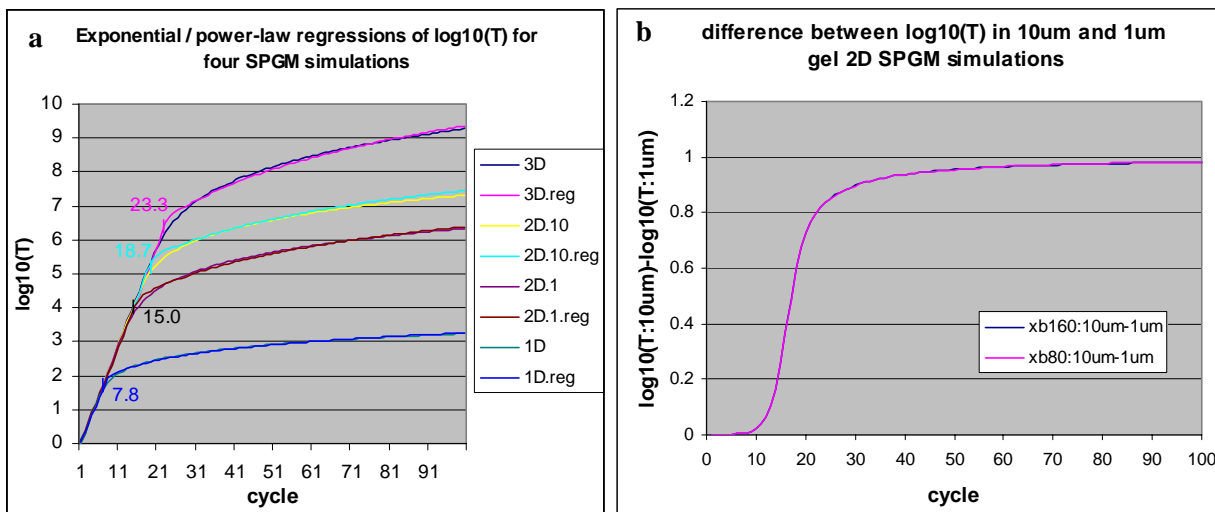 a
Exponential / power-law regressions of log10(T) for
four SPGM simulations
log10(T)
10
9
8
7
6
5
4
3
2
1
0
23.3
18.7
15.0
7.8
1 11 21 31 41 51 61 71 81 91
cycle
3D
3D.reg
2D.10
2D.10.reg
2D.1
2D.1.reg
1D
1D.reg
b
difference between log10(T) in 10um and 1um
gel 2D SPGM simulations
log10(T:10um)-log10(T:1um)
1.2
1
0.8
0.6
0.4
0.2
0
0 10 20 30 40 50 60 70 80 90 100
cycle
xb160:10um-1um
xb80:10um-1um